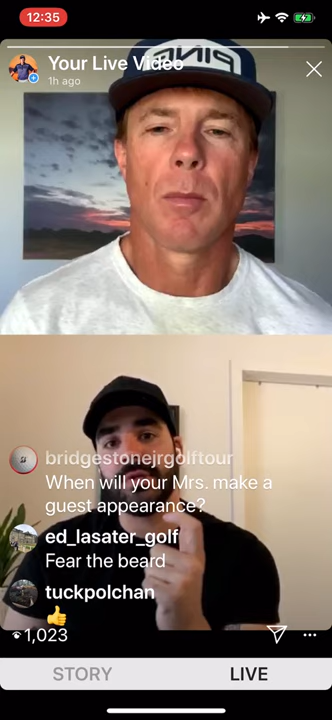 12:35
PING
Your Live Video
1h ago
bridgestonejrgolftour
When will your Mrs. make a
guest appearance?
ed_lasater_golf
Fear the beard
tuckpolchan
👍
1,023
STORY
LIVE